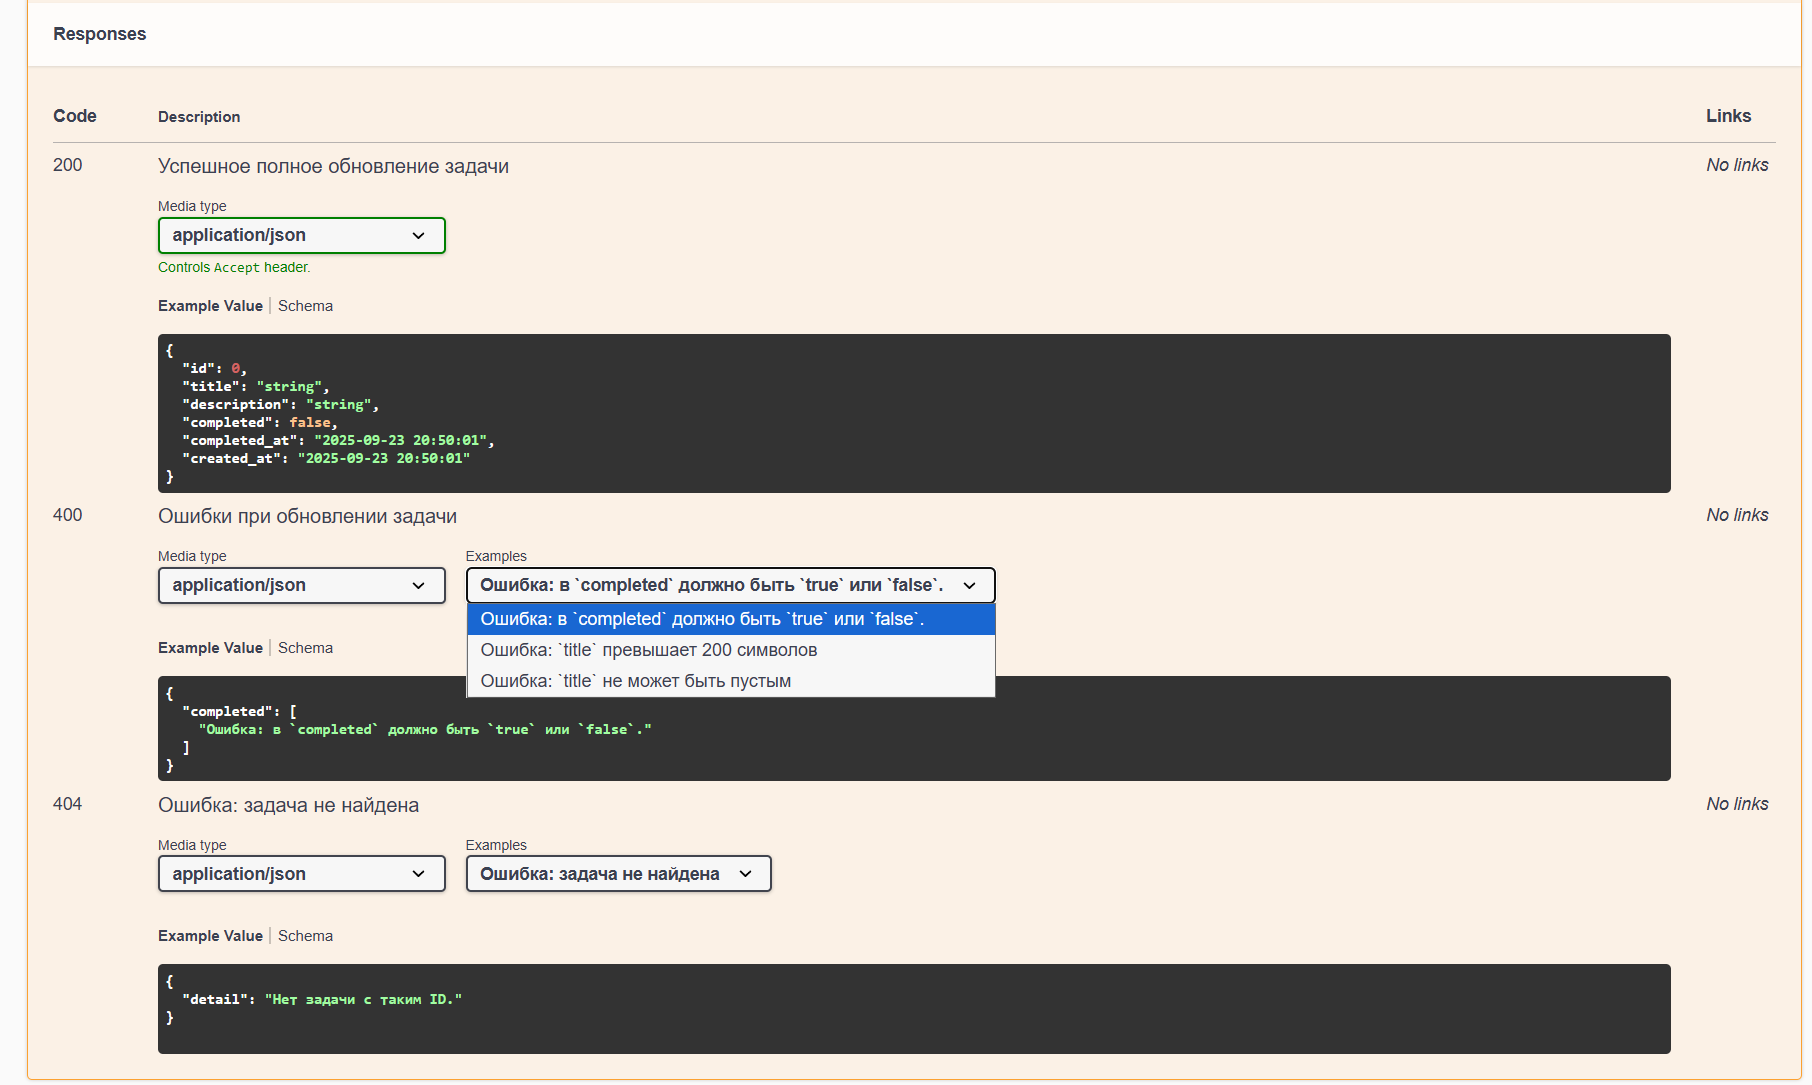 Responses
Code Description Links
200 Успешное полное обновление задачи No links
Media type
application/json
Controls Accept header.
Example Value Schema
{
"id": 0,
"title": "string",
"description": "string",
"completed": false,
"completed_at": "2025-09-23 20:50:01",
"created_at": "2025-09-23 20:50:01"
}
400 Ошибки при обновлении задачи No links
Media type Examples
application/json Ошибка: в `completed` должно быть `true` или `false`.
Ошибка: в `completed` должно быть `true` или `false`.
Ошибка: `title` превышает 200 символов
Ошибка: `title` не может быть пустым
Example Value Schema
{
"completed": [
"Ошибка: в `completed` должно быть `true` или `false`."
]
}
404 Ошибка: задача не найдена No links
Media type Examples
application/json Ошибка: задача не найдена
Example Value Schema
{
"detail": "Нет задачи с таким ID."
}